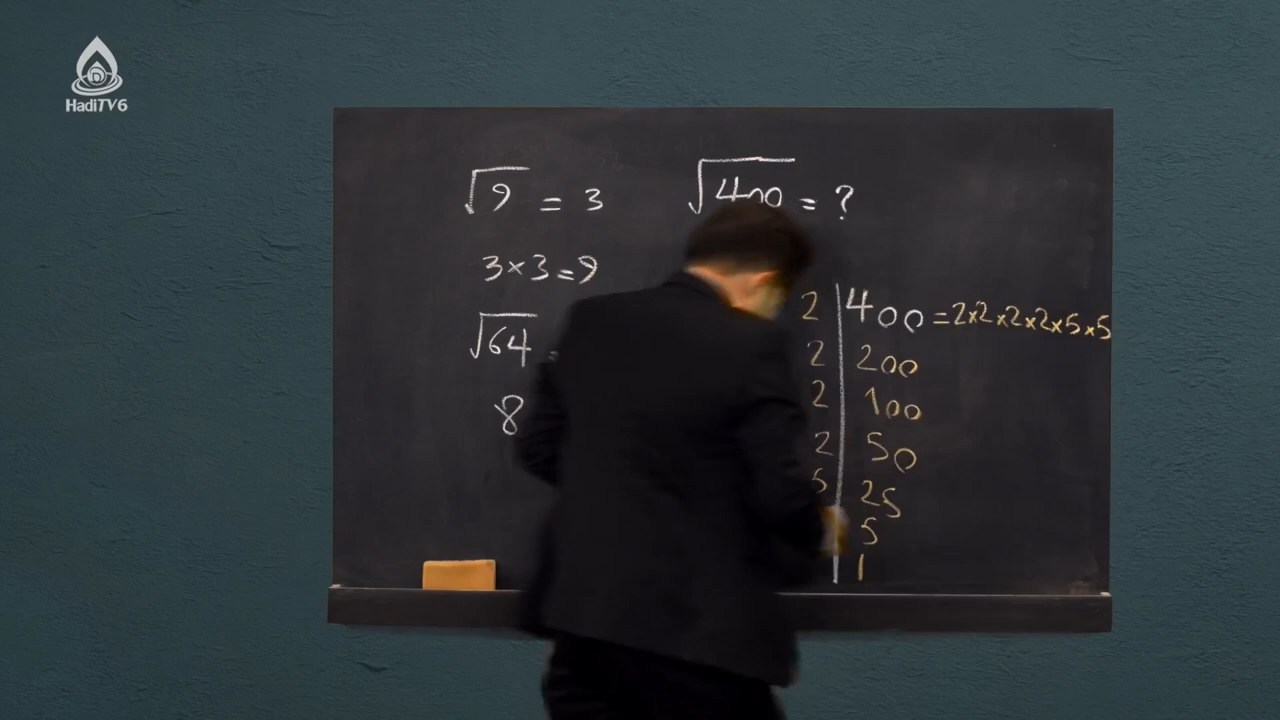 HadiTV6
√9 = 3
3×3=9
√64 =
8
√400 = ?
2 | 400 =2×2×2×2×5×5
2 | 200
2 | 100
2 | 50
5 | 25
5
1